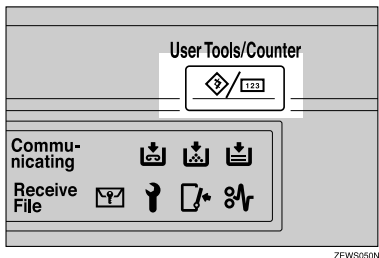 User Tools/Counter
123
Commu-
nicating
Receive
File
ZEWS050N